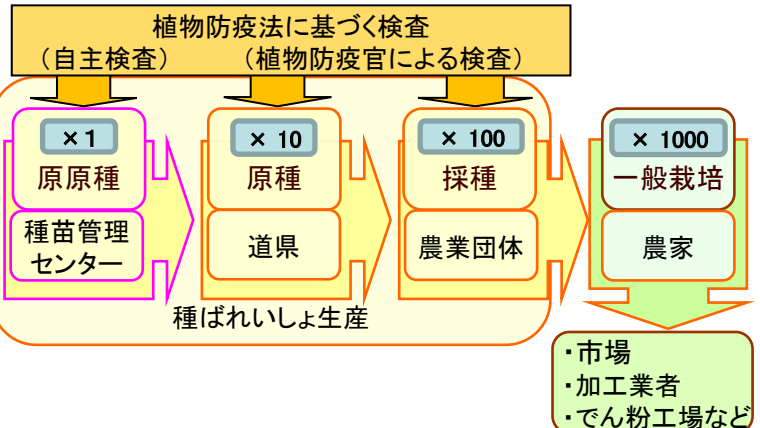 植物防疫法に基づく検査
（自主検査）　（植物防疫官による検査）
×1
原原種
種苗管理
センター
×10
原種
道県
×100
採種
農業団体
×1000
一般栽培
農家
種ばれいしょ生産
・市場
・加工業者
・でん粉工場など